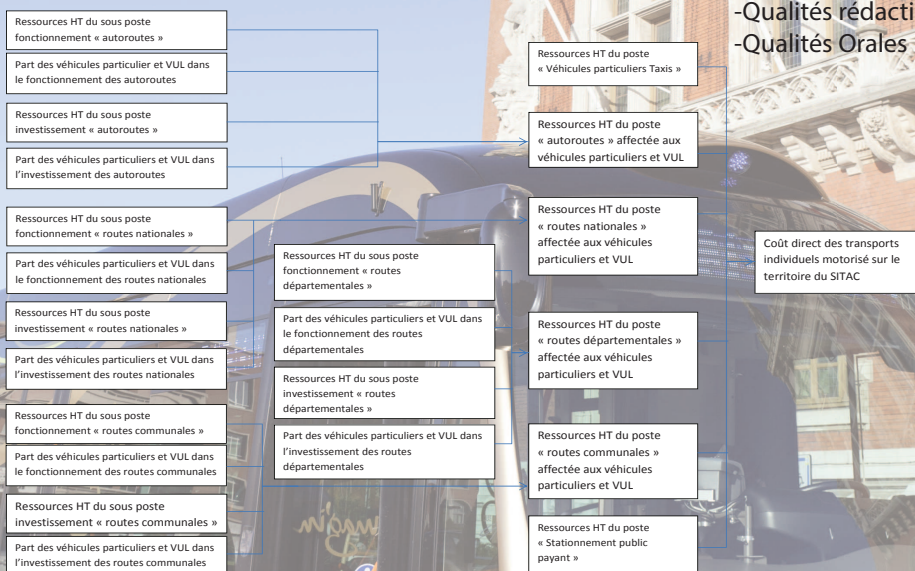 -Qualités rédacti
-Qualités Orales
Ressources HT du sous poste
fonctionnement « autoroutes »
Part des véhicules particulier et VUL dans
le fonctionnement des autoroutes
Ressources HT du sous poste
investissement « autoroutes »
Part des véhicules particuliers et VUL dans
l'investissement des autoroutes
Ressources HT du sous poste
fonctionnement « routes nationales »
Part des véhicules particuliers et VUL dans
le fonctionnement des routes nationales
Ressources HT du sous poste
investissement « routes nationales »
Part des véhicules particuliers et VUL dans
l'investissement des routes nationales
Ressources HT du sous poste
fonctionnement « routes communales »
Part des véhicules particuliers et VUL dans
le fonctionnement des routes communales
Ressources HT du sous poste
investissement « routes communales »
Part des véhicules particuliers et VUL dans
l'investissement des routes communales
Ressources HT du sous poste
fonctionnement « routes
départementales »
Part des véhicules particuliers et VUL dans
le fonctionnement des routes
départementales
Ressources HT du sous poste
investissement « routes
départementales »
Part des véhicules particuliers et VUL dans
l'investissement des routes
départementales
Ressources HT du poste
« Véhicules particuliers Taxis »
Ressources HT du poste
« autoroutes » affectée aux
véhicules particuliers et VUL
Ressources HT du poste
« routes nationales »
affectée aux véhicules
particuliers et VUL
Ressources HT du poste
« routes départementales »
affectée aux véhicules
particuliers et VUL
Ressources HT du poste
« routes communales »
affectée aux véhicules
particuliers et VUL
Ressources HT du poste
« Stationnement public
payant »
Coût direct des transports
individuels motorisé sur le
territoire du SITAC